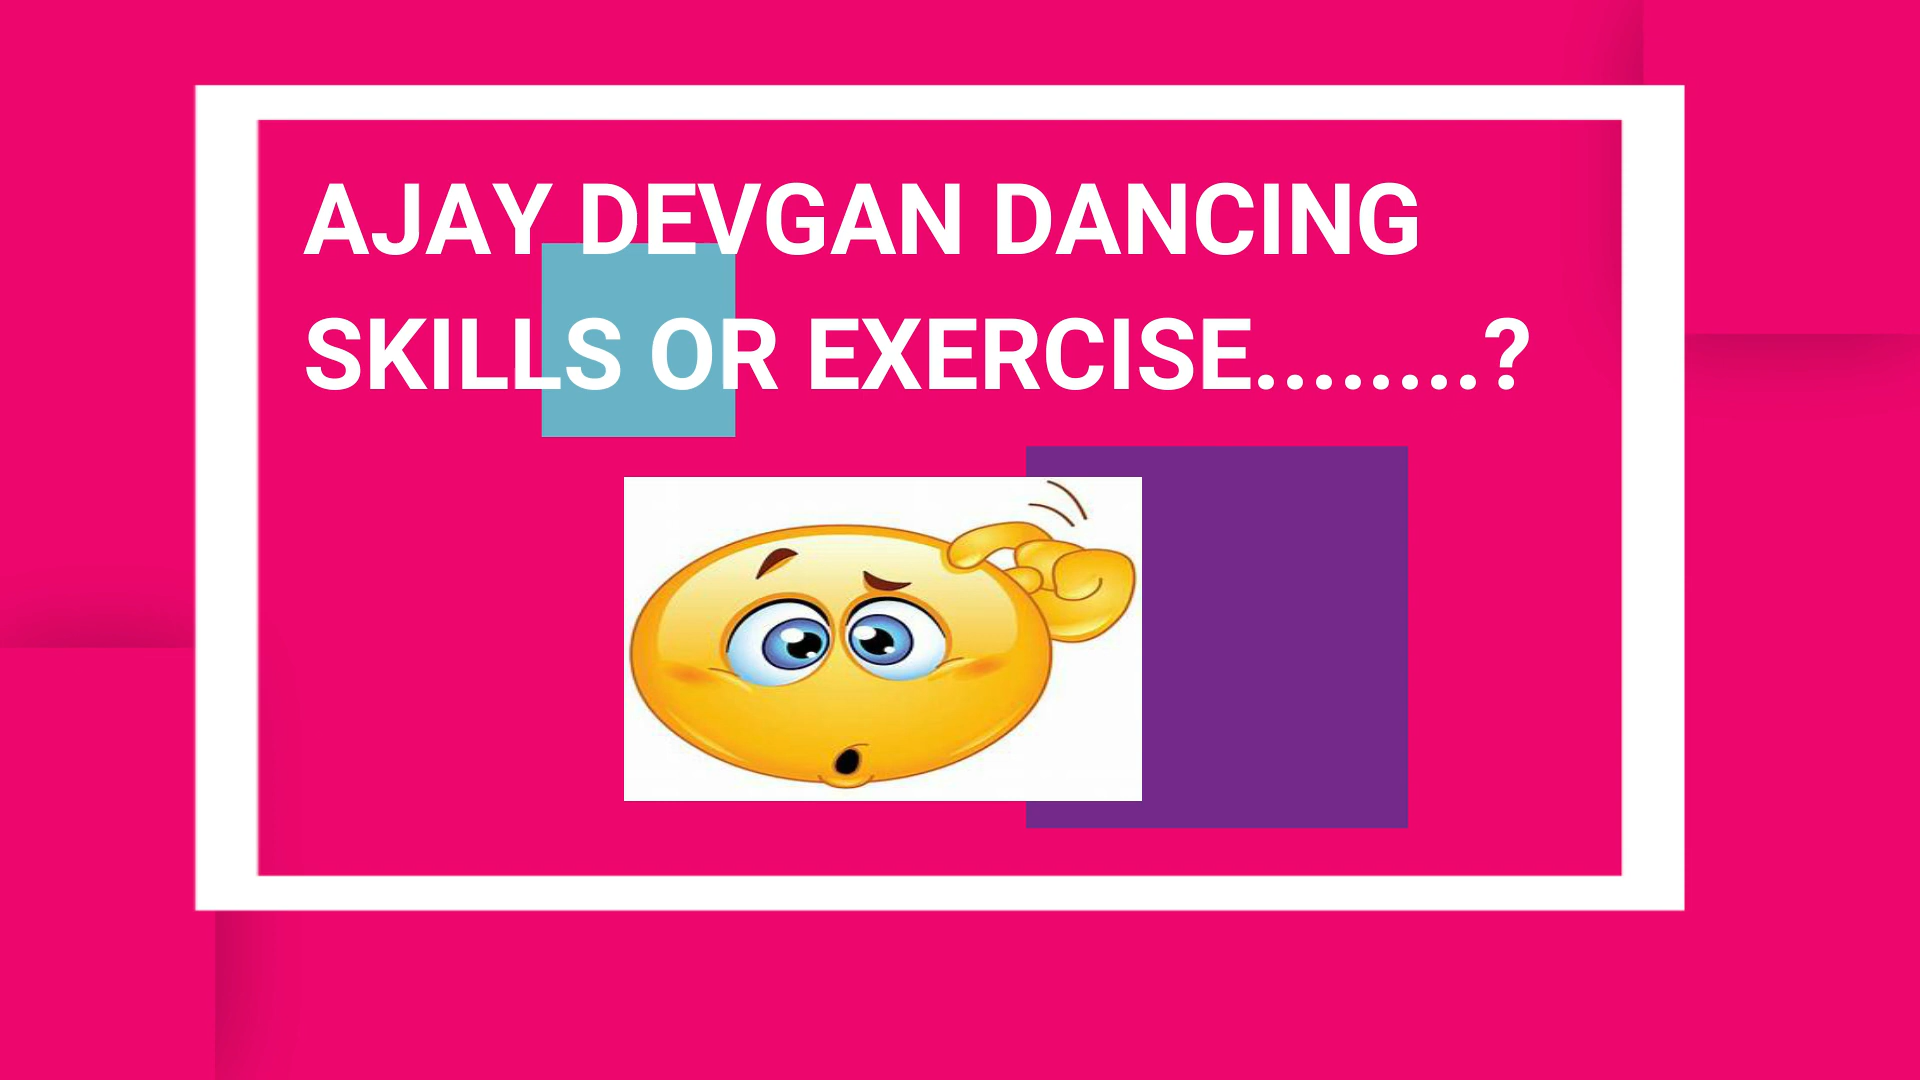 AJAY DEVGAN DANCING
SKILLS OR EXERCISE........?